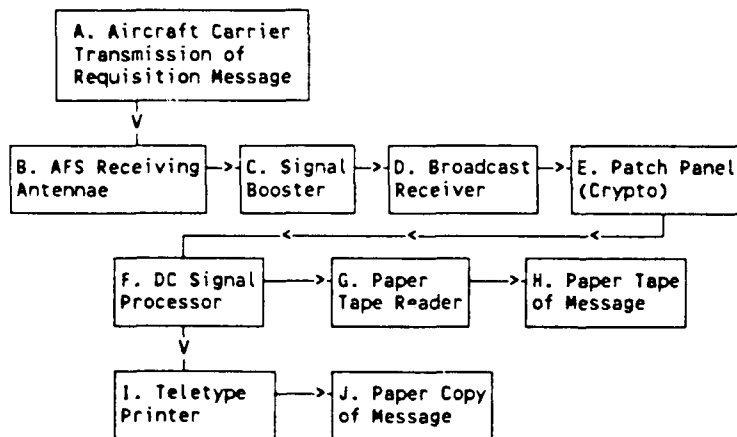 A. Aircraft Carrier
Transmission of
Requisition Message
B. AFS Receiving
Antennae
C. Signal
Booster
D. Broadcast
Receiver
E. Patch Panel
(Crypto)
F. DC Signal
Processor
G. Paper
Tape Reader
H. Paper Tape
of Message
I. Teletype
Printer
J. Paper Copy
of Message